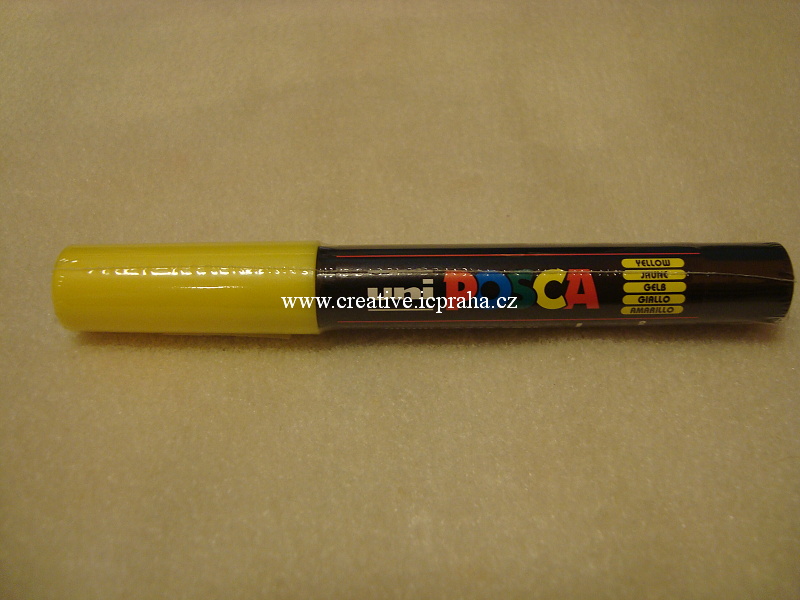 uni POSCA
www.creative.icpraha.cz
YELLOW
JAUNE
GELB
GIALLO
AMARILLO